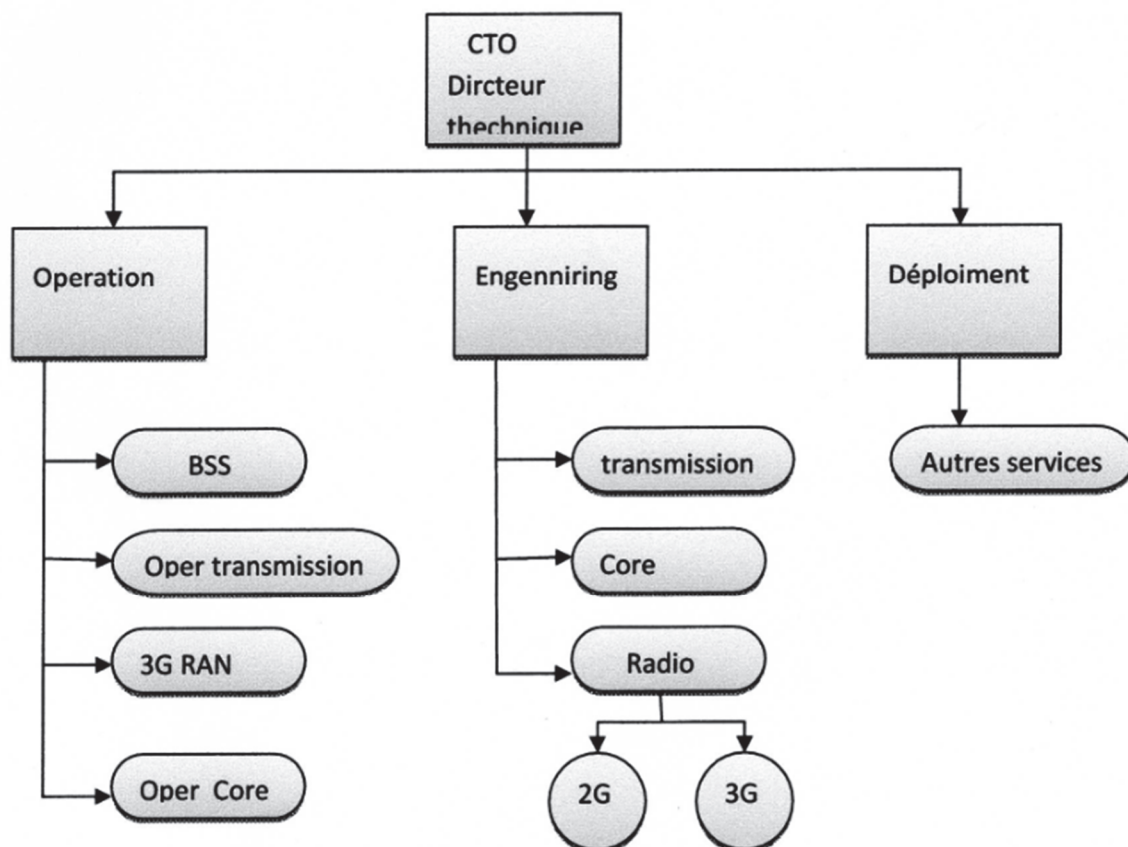 CTO
Dircteur
thechnique
Operation
Engenniring
Déploiment
BSS
transmission
Autres services
Oper transmission
Core
3G RAN
Radio
Oper Core
2G
3G